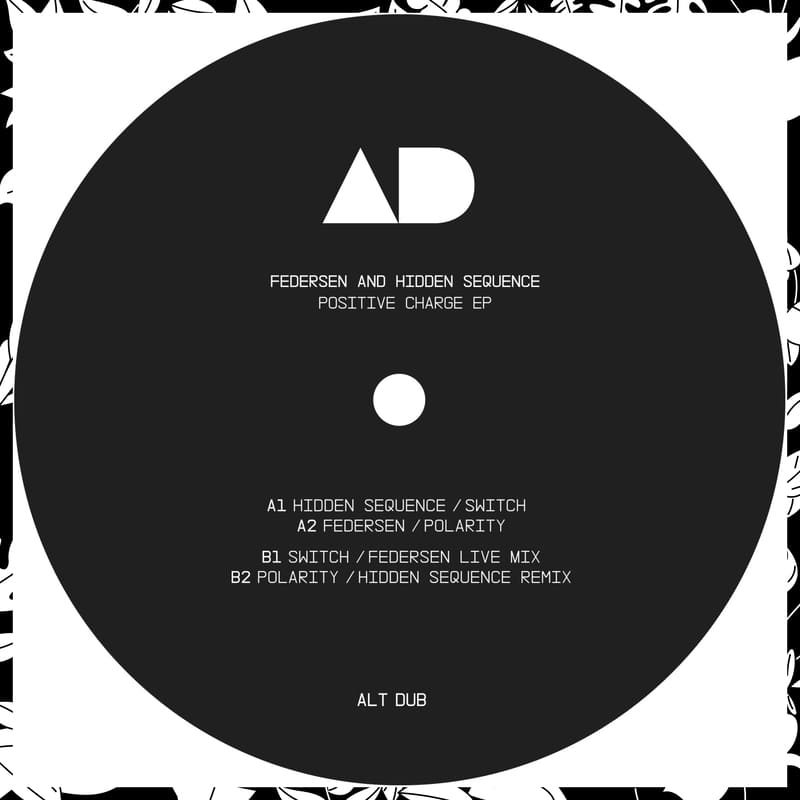 AD
FEDERSEN AND HIDDEN SEQUENCE
POSITIVE CHARGE EP
A1 HIDDEN SEQUENCE / SWITCH
A2 FEDERSEN / POLARITY
B1 SWITCH / FEDERSEN LIVE MIX
B2 POLARITY / HIDDEN SEQUENCE REMIX
ALT DUB